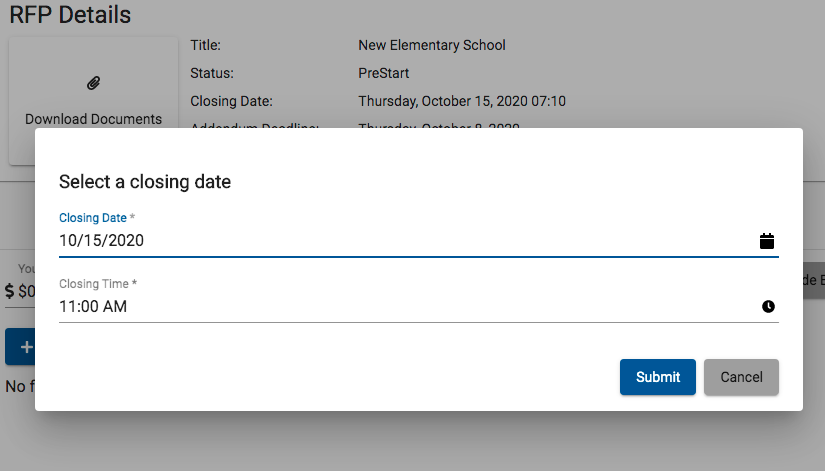 RFP Details
Title: New Elementary School
Status: PreStart
Closing Date: Thursday, October 15, 2020 07:10
Download Documents
Addendum Deadline: Thursday, October 8, 2020
Select a closing date
Closing Date *
10/15/2020
Closing Time *
11:00 AM
Submit Cancel
You
$ $0
de
+
No f